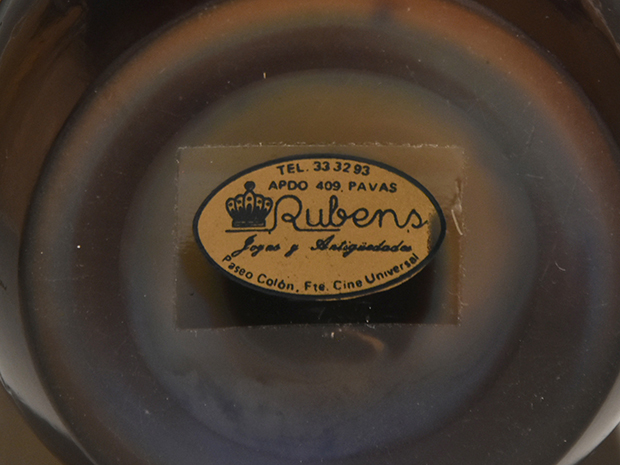 TEL. 33 32 93
APDO 409, PAVAS
Rubens
Joyas y Antigüedades
Paseo Colón, Fte. Cine Universal